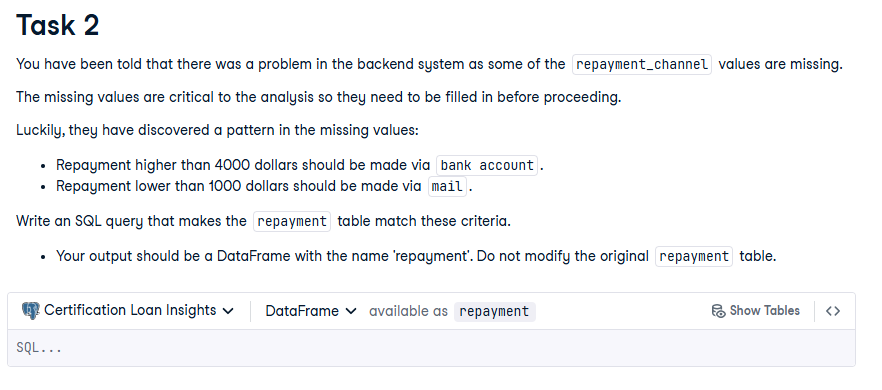 Task 2
You have been told that there was a problem in the backend system as some of the repayment_channel values are missing.
The missing values are critical to the analysis so they need to be filled in before proceeding.
Luckily, they have discovered a pattern in the missing values:
• Repayment higher than 4000 dollars should be made via bank account.
• Repayment lower than 1000 dollars should be made via mail.
Write an SQL query that makes the repayment table match these criteria.
• Your output should be a DataFrame with the name 'repayment'. Do not modify the original repayment table.
Certification Loan Insights DataFrame available as repayment Show Tables <>
SQL...